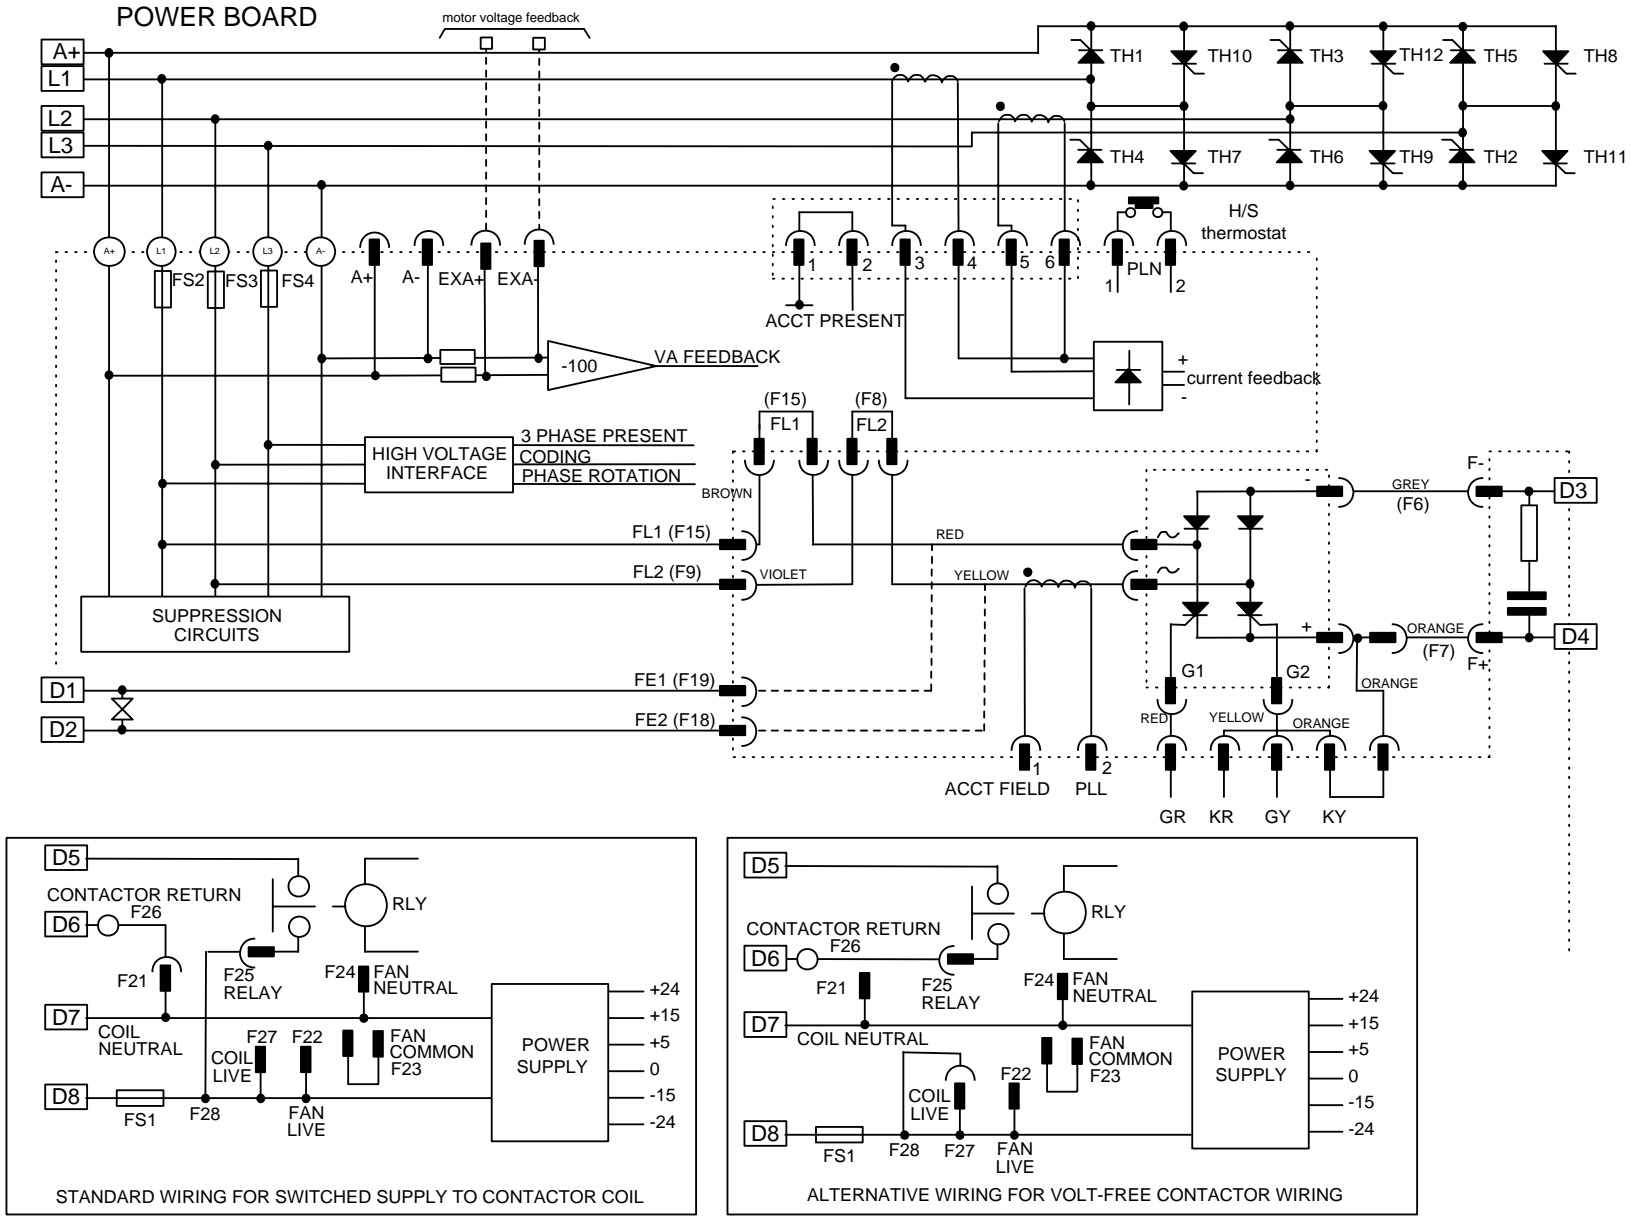 POWER BOARD
motor voltage feedback
A+
L1
L2
L3
A-
TH1
TH10
TH3
TH12
TH5
TH8
TH4
TH7
TH6
TH9
TH2
TH11
H/S
thermostat
A+
L1
L2
L3
A-
FS2
FS3
FS4
A+
A-
EXA+
EXA-
1
2
3
4
5
6
PLN
1
2
ACCT PRESENT
-100
VA FEEDBACK
+
current feedback
-
(F15)
FL1
(F8)
FL2
HIGH VOLTAGE
INTERFACE
3 PHASE PRESENT
CODING
PHASE ROTATION
BROWN
FL1 (F15)
RED
FL2 (F9)
VIOLET
YELLOW
-
GREY
(F6)
F-
D3
+
ORANGE
(F7)
F+
D4
SUPPRESSION
CIRCUITS
G1
G2
ORANGE
D1
FE1 (F19)
D2
FE2 (F18)
RED
YELLOW
ORANGE
1
2
ACCT FIELD
PLL
GR
KR
GY
KY
D5
CONTACTOR RETURN
D6
F26
RLY
F21
F25
RELAY
F24
FAN
NEUTRAL
D7
COIL
NEUTRAL
F27
F22
COIL
LIVE
FAN
COMMON
F23
POWER
SUPPLY
+24
+15
+5
0
-15
-24
D8
FS1
F28
FAN
LIVE
STANDARD WIRING FOR SWITCHED SUPPLY TO CONTACTOR COIL
D5
CONTACTOR RETURN
D6
F26
RLY
F21
F25
RELAY
F24
FAN
NEUTRAL
D7
COIL NEUTRAL
FAN
COMMON
F23
F22
COIL
LIVE
POWER
SUPPLY
+24
+15
+5
0
-15
-24
D8
FS1
F28
F27
FAN
LIVE
ALTERNATIVE WIRING FOR VOLT-FREE CONTACTOR WIRING